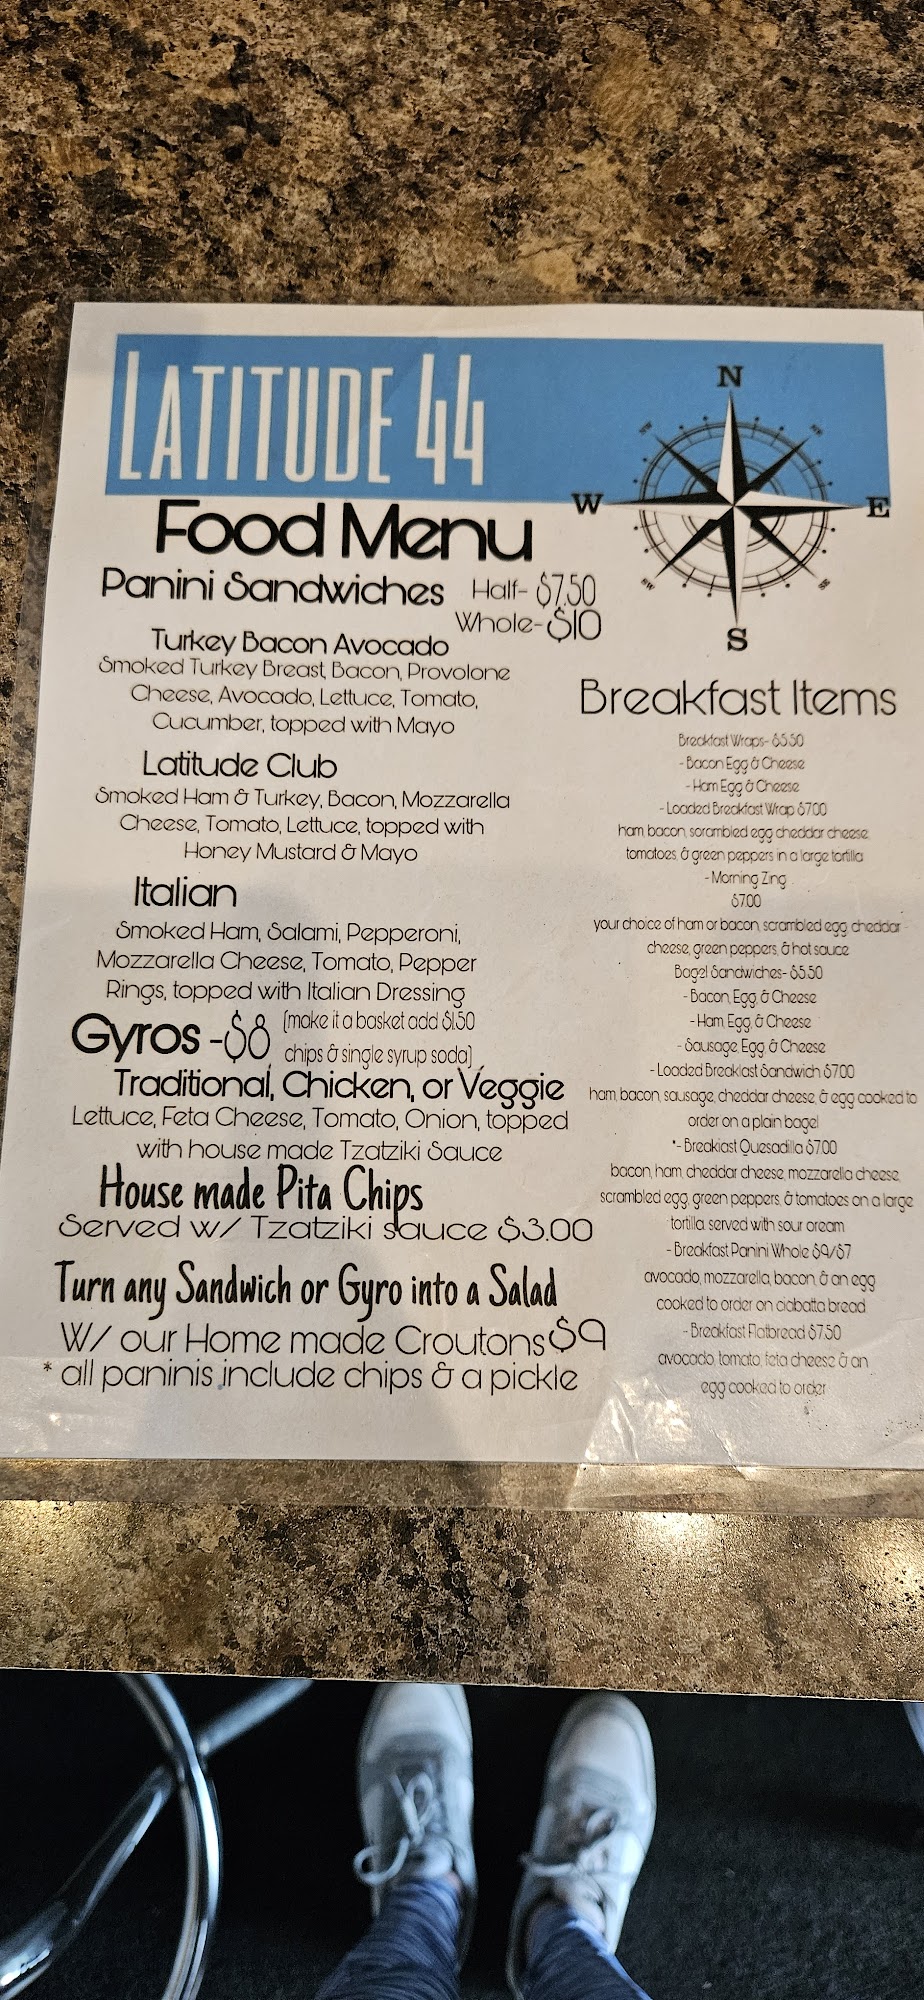 LATITUDE 44
N
W
E
S
Food Menu
Panini Sandwiches Half- $7.50
Whole- $10
Turkey Bacon Avocado
Smoked Turkey Breast, Bacon, Provolone
Cheese, Avocado, Lettuce, Tomato,
Cucumber, topped with Mayo
Latitude Club
Smoked Ham & Turkey, Bacon, Mozzarella
Cheese, Tomato, Lettuce, topped with
Honey Mustard & Mayo
Italian
Smoked Ham, Salami, Pepperoni,
Mozzarella Cheese, Tomato, Pepper
Rings, topped with Italian Dressing
Gyros -$8 (make it a basket add $1.50
chips & single syrup soda)
Traditional, Chicken, or Veggie
Lettuce, Feta Cheese, Tomato, Onion, topped
with house made Tzatziki Sauce
House made Pita Chips
Served w/ Tzatziki sauce $3.00
Turn any Sandwich or Gyro into a Salad
W/ our Home made Croutons $9
* all paninis include chips & a pickle
Breakfast Items
Breakfast Wraps- $5.50
- Bacon Egg & Cheese
- Ham Egg & Cheese
- Loaded Breakfast Wrap $7.00
ham, bacon, scrambled egg, cheddar cheese,
tomatoes, & green peppers in a large tortilla
- Morning Zing
$7.00
your choice of ham or bacon, scrambled egg, cheddar
cheese, green peppers, & hot sauce
Bagel Sandwiches- $5.50
- Bacon, Egg, & Cheese
- Ham, Egg, & Cheese
- Sausage, Egg, & Cheese
- Loaded Breakfast Sandwich $7.00
ham, bacon, sausage, cheddar cheese, & egg cooked to
order on a plain bagel
*- Breakfast Quesadilla $7.00
bacon, ham, cheddar cheese, mozzarella cheese,
scrambled egg, green peppers, & tomatoes on a large
tortilla. served with sour cream
- Breakfast Panini Whole $9/$7
avocado, mozzarella, bacon, & an egg
cooked to order on ciabatta bread
- Breakfast Flatbread $7.50
avocado, tomato, feta cheese & an
egg cooked to order